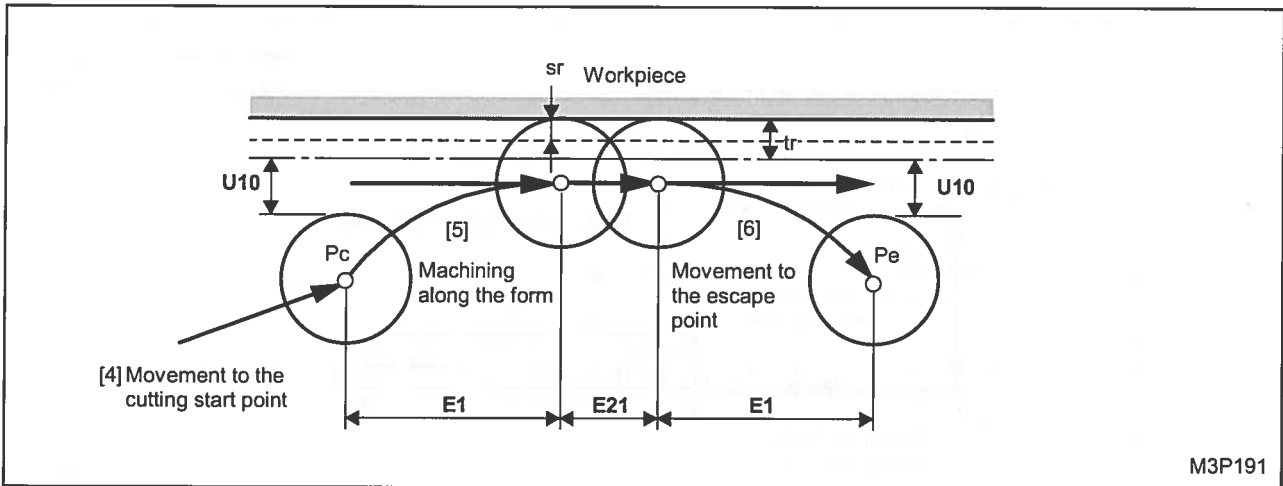 sr
Workpiece
tr
U10
U10
[5]
[6]
Pc
Pe
Machining
along the form
Movement to
the escape
point
[4] Movement to the
cutting start point
E1
E21
E1
M3P191